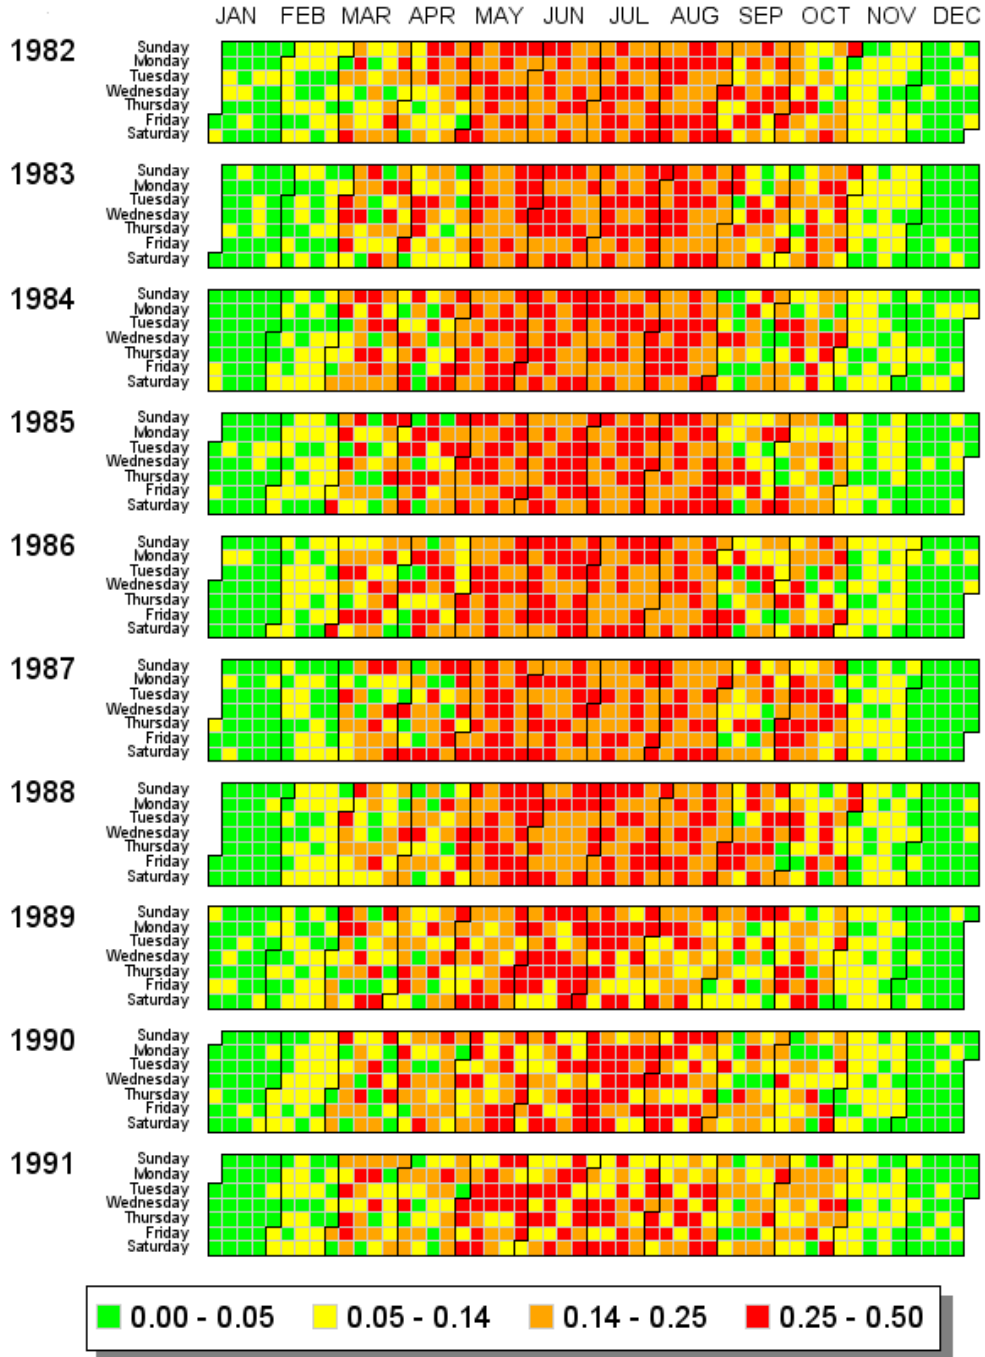 JAN FEB MAR APR MAY JUN JUL AUG SEP OCT NOV DEC
1982
Sunday
Monday
Tuesday
Wednesday
Thursday
Friday
Saturday
1983
Sunday
Monday
Tuesday
Wednesday
Thursday
Friday
Saturday
1984
Sunday
Monday
Tuesday
Wednesday
Thursday
Friday
Saturday
1985
Sunday
Monday
Tuesday
Wednesday
Thursday
Friday
Saturday
1986
Sunday
Monday
Tuesday
Wednesday
Thursday
Friday
Saturday
1987
Sunday
Monday
Tuesday
Wednesday
Thursday
Friday
Saturday
1988
Sunday
Monday
Tuesday
Wednesday
Thursday
Friday
Saturday
1989
Sunday
Monday
Tuesday
Wednesday
Thursday
Friday
Saturday
1990
Sunday
Monday
Tuesday
Wednesday
Thursday
Friday
Saturday
1991
Sunday
Monday
Tuesday
Wednesday
Thursday
Friday
Saturday
0.00 - 0.05 0.05 - 0.14 0.14 - 0.25 0.25 - 0.50